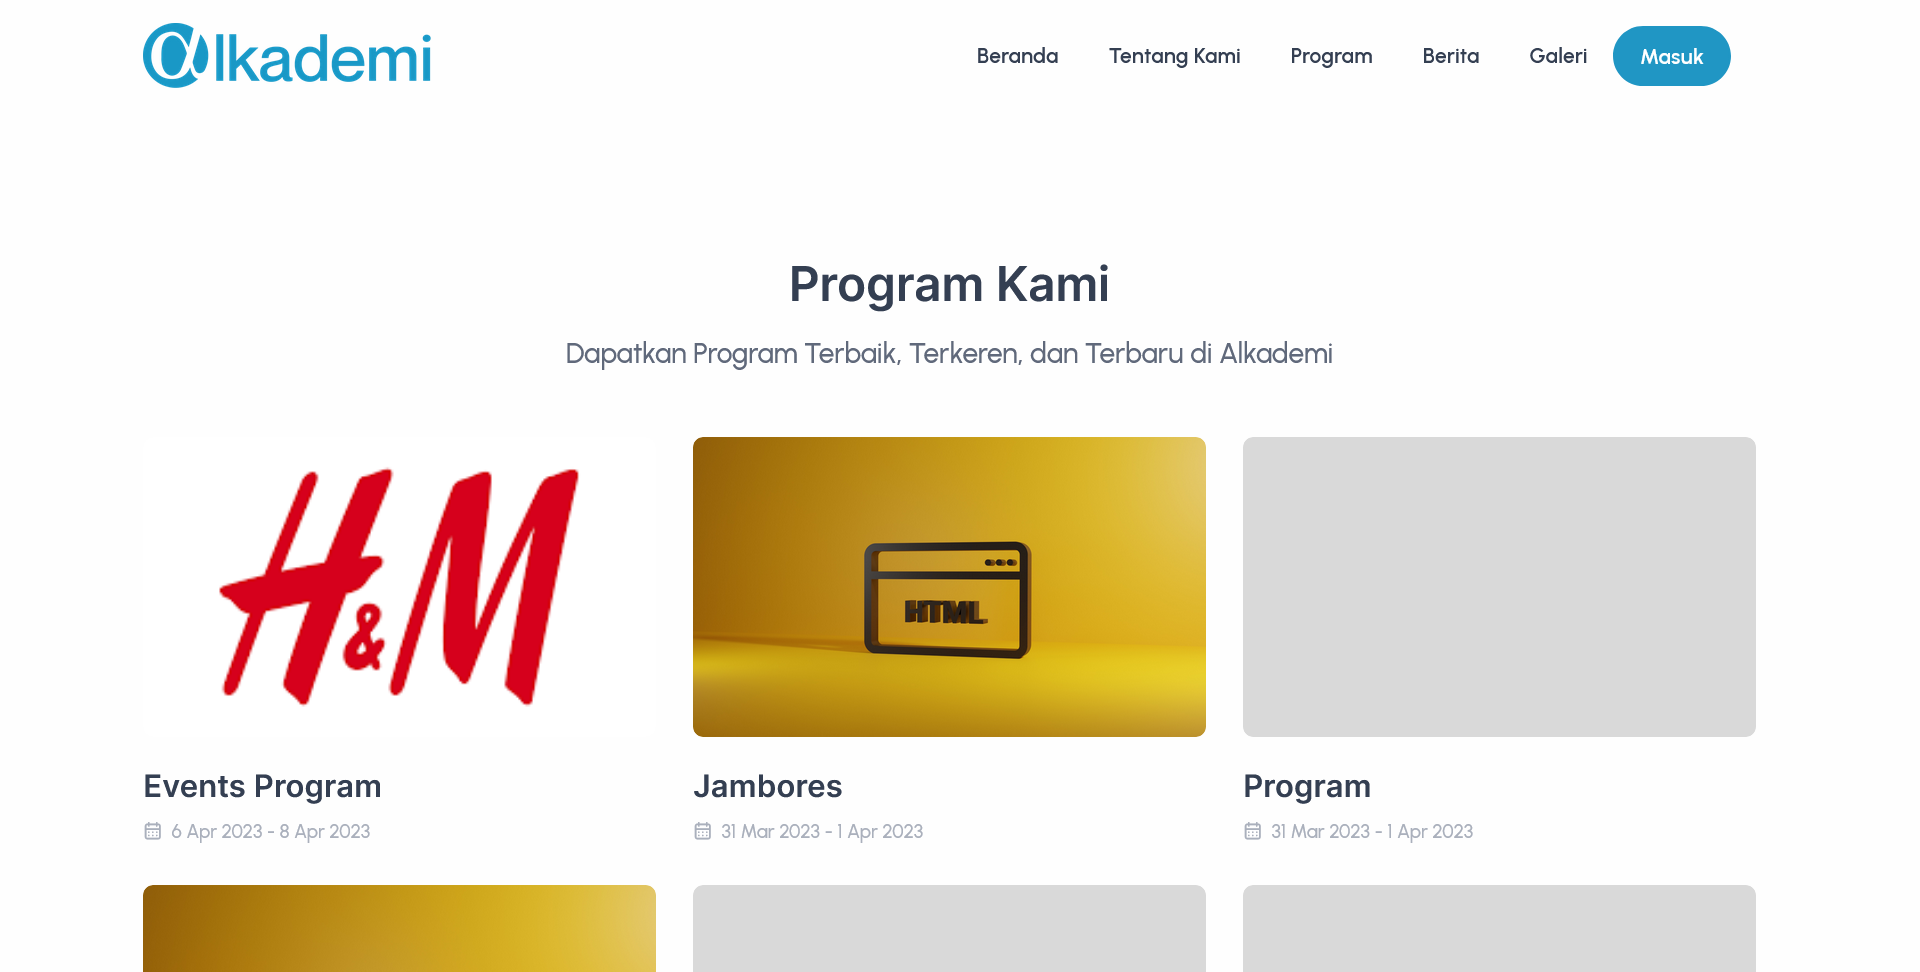 @lkademi
Beranda
Tentang Kami
Program
Berita
Galeri
Masuk
Program Kami
Dapatkan Program Terbaik, Terkeren, dan Terbaru di Alkademi
H&M
HTML
Events Program
6 Apr 2023 - 8 Apr 2023
Jambores
31 Mar 2023 - 1 Apr 2023
Program
31 Mar 2023 - 1 Apr 2023